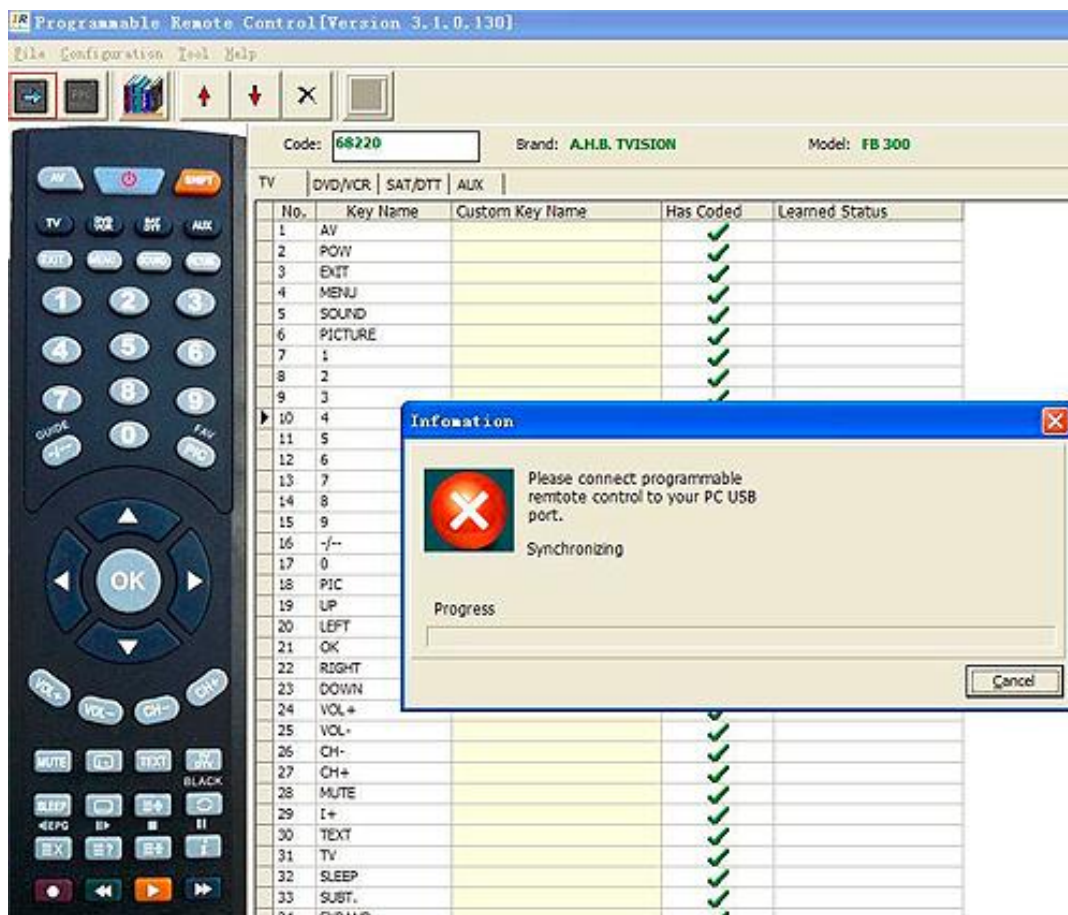 Programmable Remote Control[Version 3.1.0.130]
File Configuration Tool Help
Code: 68220 Brand: A.H.B. TVISION Model: FB 300
TV DVD/VCR SAT/DTT AUX
No. Key Name Custom Key Name Has Coded Learned Status
1 AV
2 POW
3 EXIT
4 MENU
5 SOUND
6 PICTURE
7 1
8 2
9 3
10 4
11 5
12 6
13 7
14 8
15 9
16 -/--
17 0
18 PIC
19 UP
20 LEFT
21 OK
22 RIGHT
23 DOWN
24 VOL+
25 VOL-
26 CH-
27 CH+
28 MUTE
29 I+
30 TEXT
31 TV
32 SLEEP
33 SUBT.
Infomation
Please connect programmable
remtote control to your PC USB
port.
Synchronizing
Progress
Cancel
AV SHIFT
TV AUX
EXIT MENU SOUND
1 2 3
4 5 6
7 8 9
GUIDE 0 FAV
-/-- PIC
OK
VOL+ VOL- CH- CH+
MUTE TEXT
BLACK
SLEEP
EPG